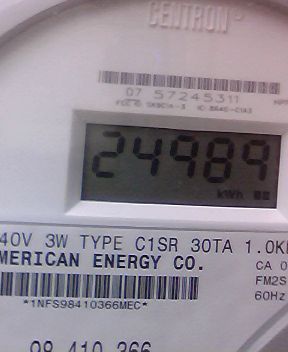 CENTRON
07 57245311
24989
kWh
40V 3W TYPE C1SR 30TA 1.0K
MERICAN ENERGY CO.
CA 0
FM2S
*1NFS98410366MEC*
60Hz
98 410 366